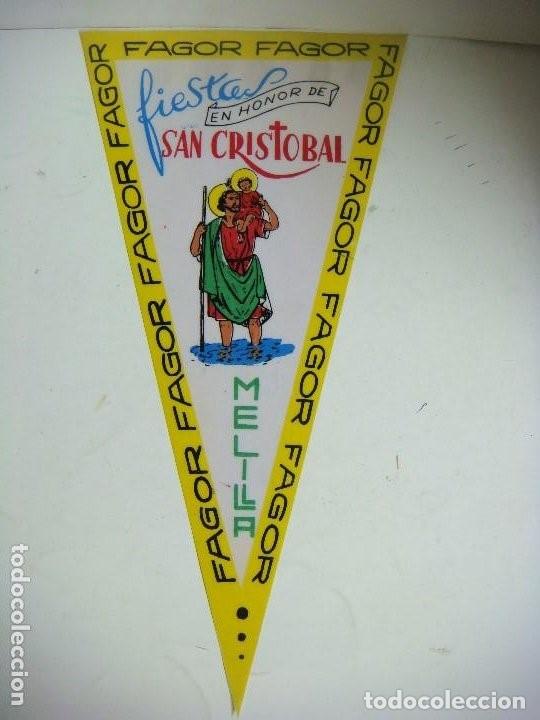 FAGOR FAGOR
FAGOR FAGOR FAGOR FAGOR
FAGOR FAGOR FAGOR FAGOR
fiestas
EN HONOR DE
SAN CRISTOBAL
MELILLA
todocoleccion
todocoleccion.net